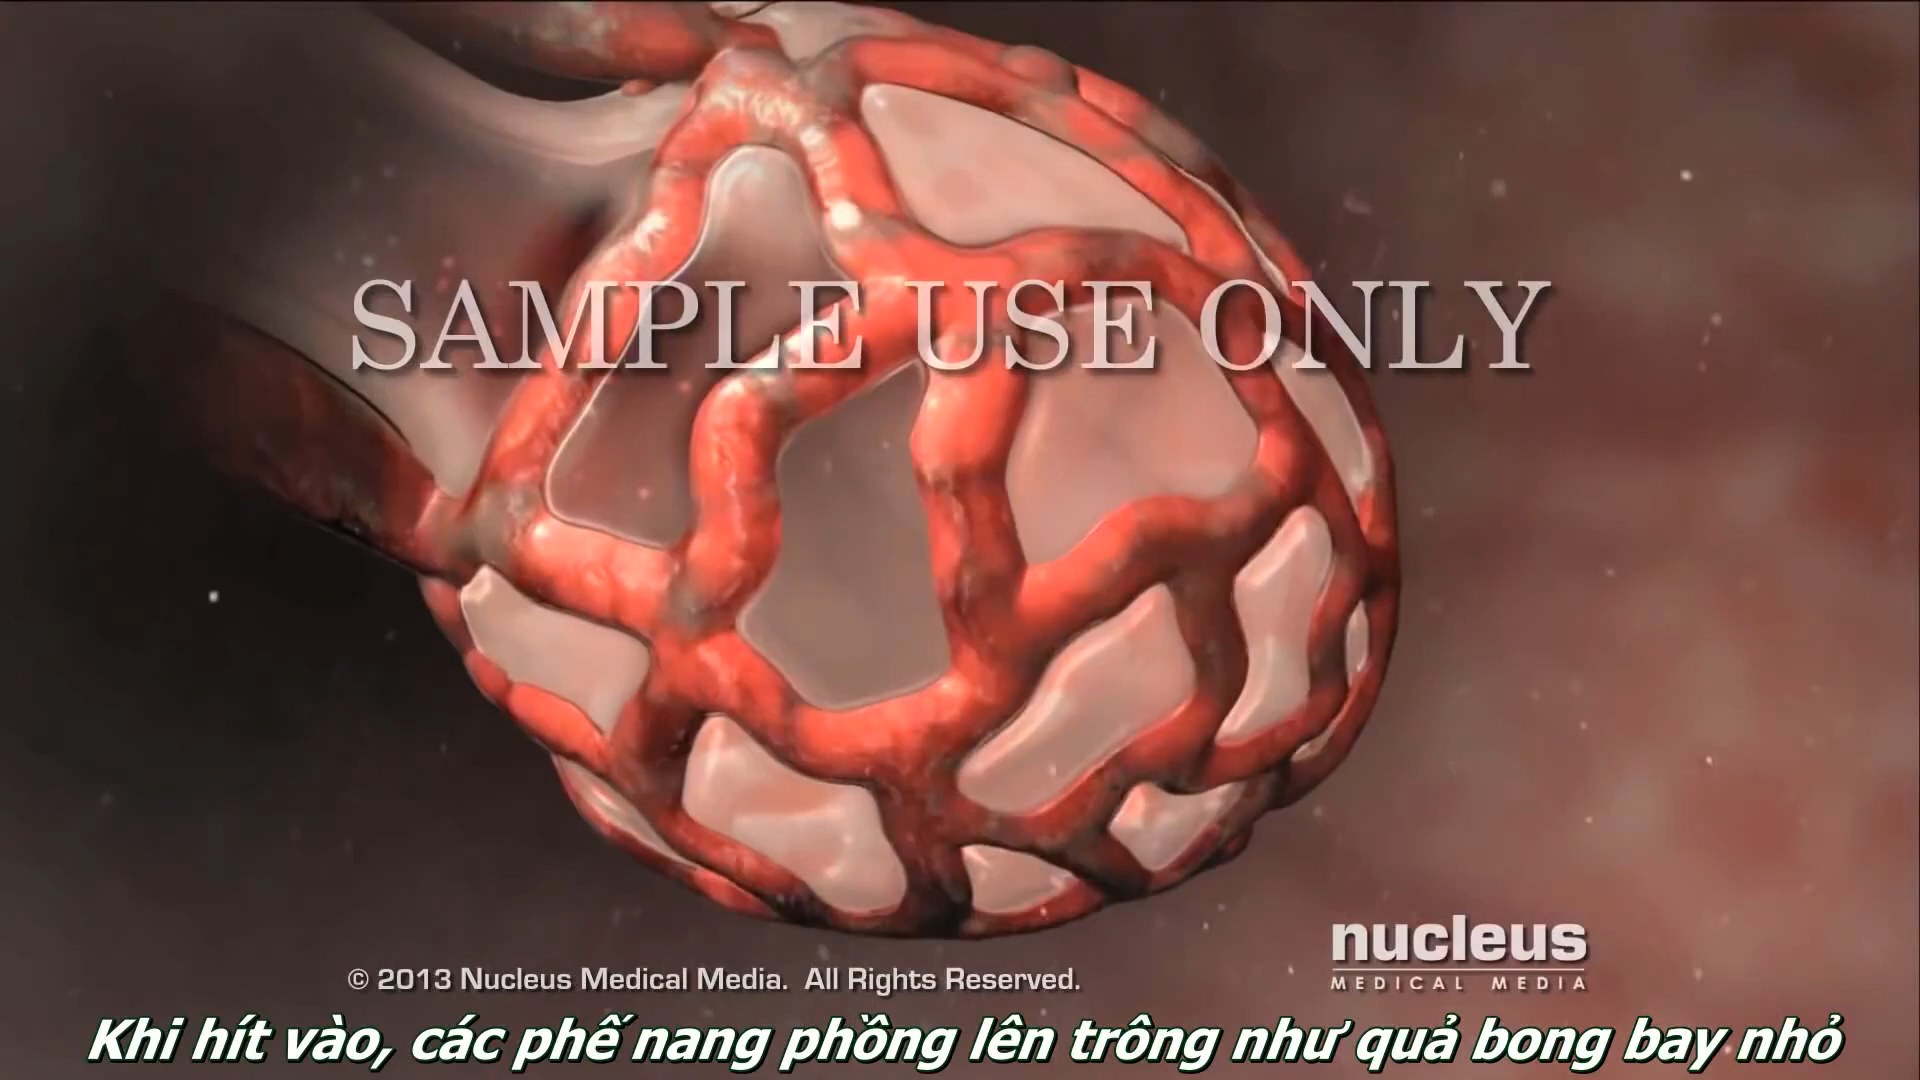 SAMPLE USE ONLY
nucleus
MEDICAL MEDIA
© 2013 Nucleus Medical Media. All Rights Reserved.
Khi hít vào, các phế nang phồng lên trông như quả bong bay nhỏ